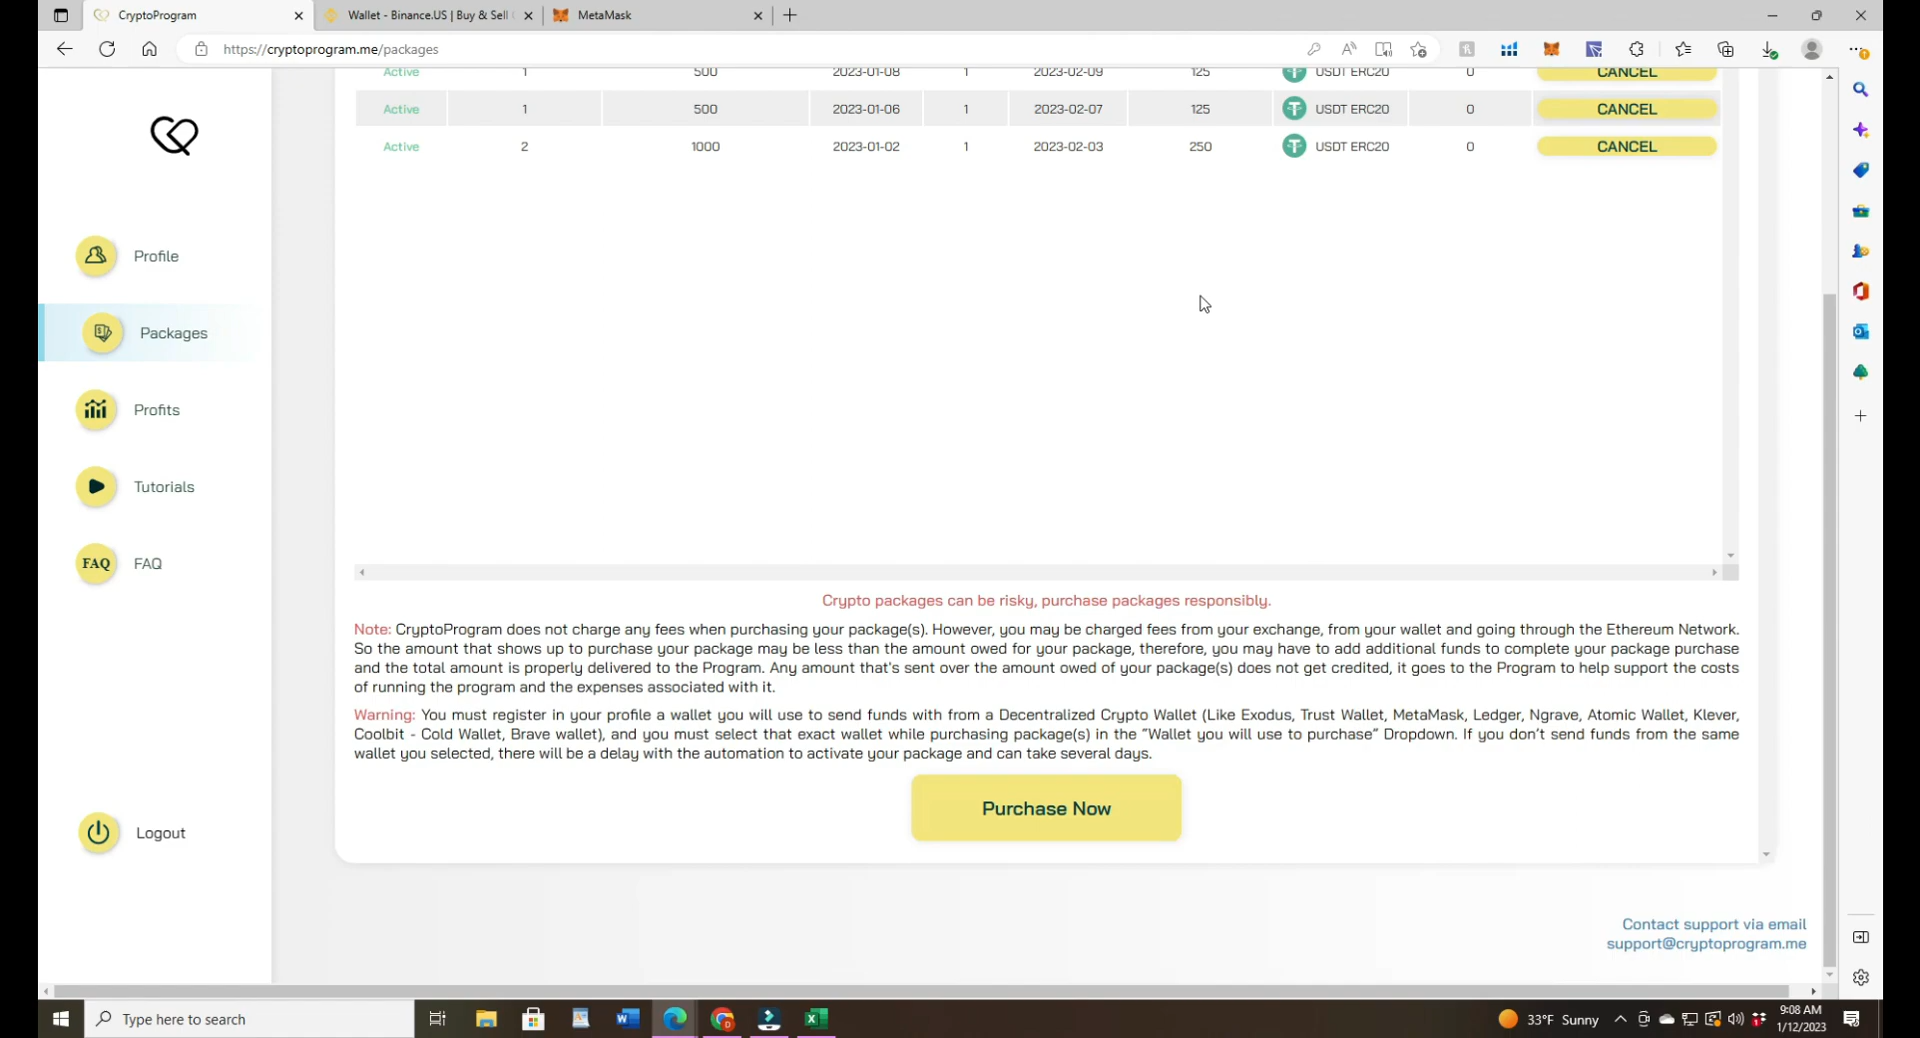 CryptoProgram
Wallet - Binance.US | Buy & Sell
MetaMask
https://cryptoprogram.me/packages
Active 1 500 2023-01-08 1 2023-02-09 125 USDT ERC20 0 CANCEL
Active 1 500 2023-01-06 1 2023-02-07 125 USDT ERC20 0 CANCEL
Active 2 1000 2023-01-02 1 2023-02-03 250 USDT ERC20 0 CANCEL
Profile
Packages
Profits
Tutorials
FAQ FAQ
Logout
Crypto packages can be risky, purchase packages responsibly.
Note: CryptoProgram does not charge any fees when purchasing your package(s). However, you may be charged fees from your exchange, from your wallet and going through the Ethereum Network.
So the amount that shows up to purchase your package may be less than the amount owed for your package, therefore, you may have to add additional funds to complete your package purchase
and the total amount is properly delivered to the Program. Any amount that's sent over the amount owed of your package(s) does not get credited, it goes to the Program to help support the costs
of running the program and the expenses associated with it.
Warning: You must register in your profile a wallet you will use to send funds with from a Decentralized Crypto Wallet (Like Exodus, Trust Wallet, MetaMask, Ledger, Ngrave, Atomic Wallet, Klever,
Coolbit - Cold Wallet, Brave wallet), and you must select that exact wallet while purchasing package(s) in the "Wallet you will use to purchase" Dropdown. If you don't send funds from the same
wallet you selected, there will be a delay with the automation to activate your package and can take several days.
Purchase Now
Contact support via email
support@cryptoprogram.me
Type here to search
33°F Sunny
9:08 AM
1/12/2023